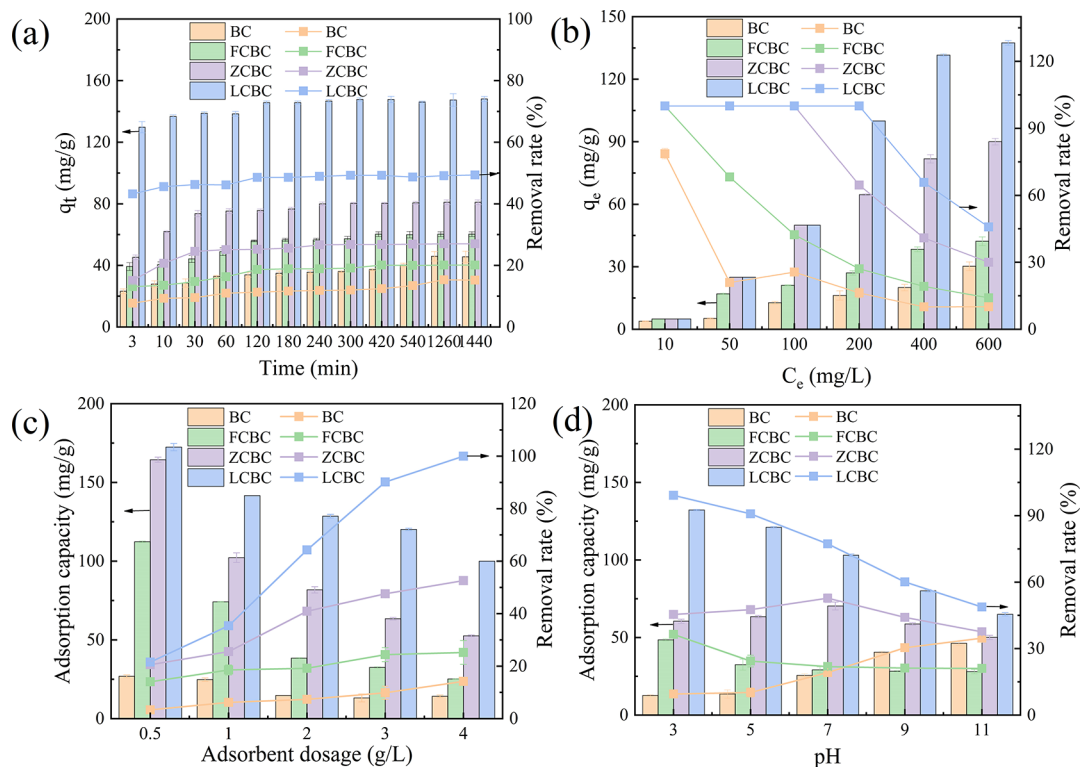 (a)
200
160
120
80
40
0
qt (mg/g)
BC BC
FCBC FCBC
ZCBC ZCBC
LCBC LCBC
100
80
60
40
20
0
Removal rate (%)
3 10 30 60 120 180 240 300 420 540 1260 1440
Time (min)
(b)
150
120
90
60
30
0
qe (mg/g)
BC BC
FCBC FCBC
ZCBC ZCBC
LCBC LCBC
120
90
60
30
0
Removal rate (%)
10 50 100 200 400 600
Ce (mg/L)
(c)
200
150
100
50
0
Adsorption capacity (mg/g)
BC BC
FCBC FCBC
ZCBC ZCBC
LCBC LCBC
120
100
80
60
40
20
0
Removal rate (%)
0.5 1 2 3 4
Adsorbent dosage (g/L)
(d)
200
150
100
50
0
Adsorption capacity (mg/g)
BC BC
FCBC FCBC
ZCBC ZCBC
LCBC LCBC
120
90
60
30
0
Removal rate (%)
3 5 7 9 11
pH